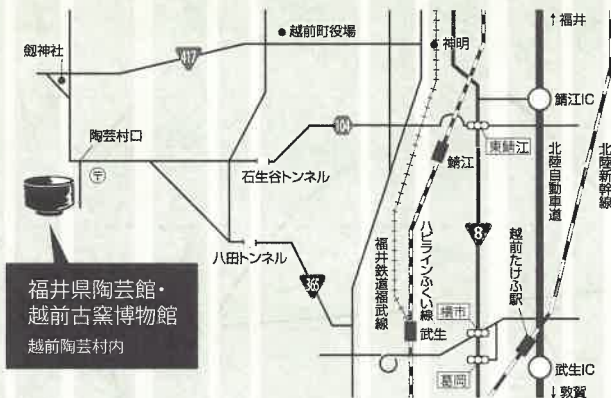 ↑福井
●越前町役場
神明
劔神社
417
鯖江IC
陶芸村口
104
東鯖江
鯖江
石生谷トンネル
北陸自動車道
北陸新幹線
〒
8
越前たけふ駅
ハピラインふくい線
福井鉄道福武線
八田トンネル
365
福井県陶芸館・
越前古窯博物館
越前陶芸村内
武生
塚市
葛岡
武生IC
↓敦賀